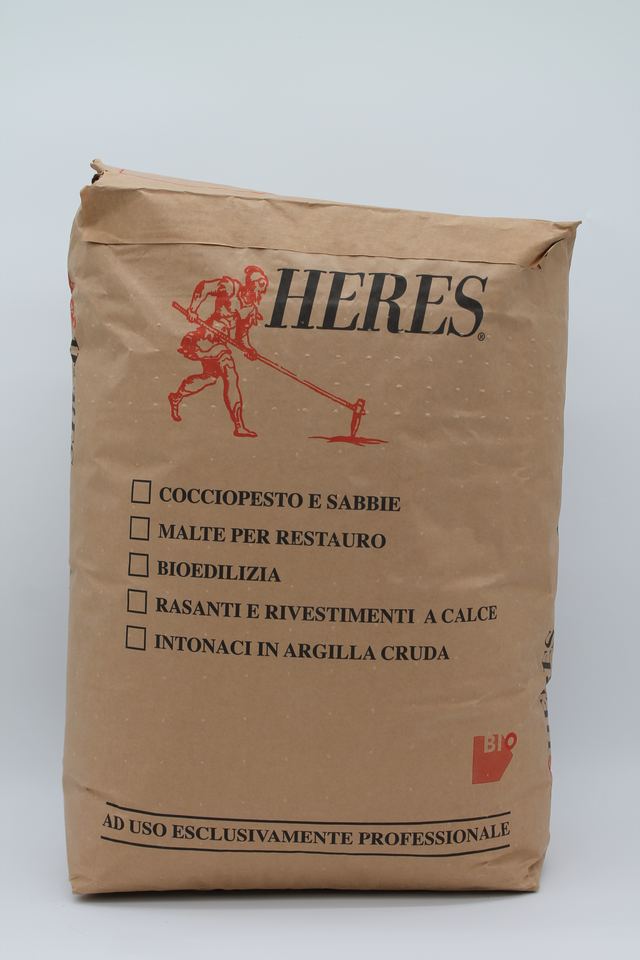 HERES®
COCCIOPESTO E SABBIE
MALTE PER RESTAURO
BIOEDILIZIA
RASANTI E RIVESTIMENTI A CALCE
INTONACI IN ARGILLA CRUDA
BIO
AD USO ESCLUSIVAMENTE PROFESSIONALE